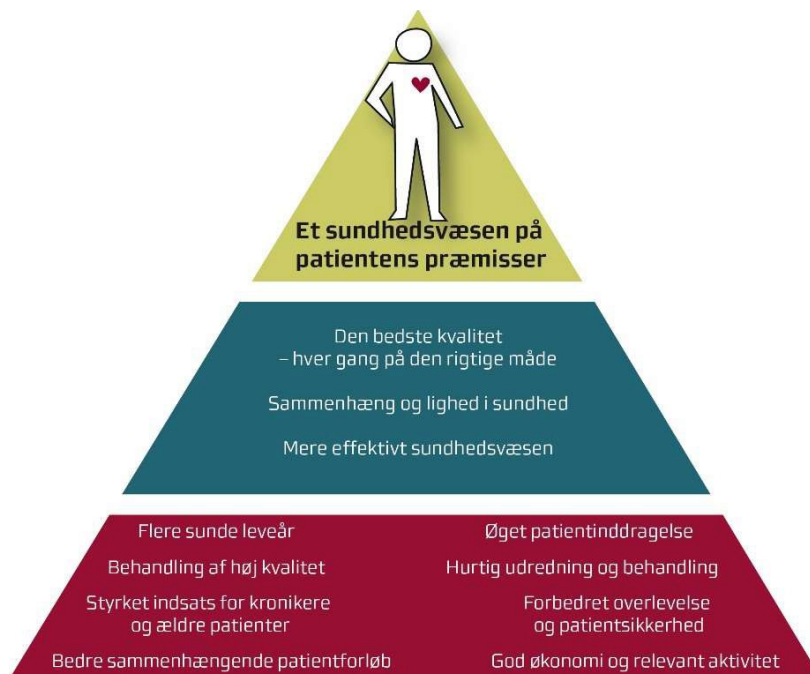 Et sundhedsvæsen på
patientens præmisser
Den bedste kvalitet
– hver gang på den rigtige måde
Sammenhæng og lighed i sundhed
Mere effektivt sundhedsvæsen
Flere sunde leveår
Behandling af høj kvalitet
Styrket indsats for kronikere
og ældre patienter
Bedre sammenhængende patientforløb
Øget patientinddragelse
Hurtig udredning og behandling
Forbedret overlevelse
og patientsikkerhed
God økonomi og relevant aktivitet